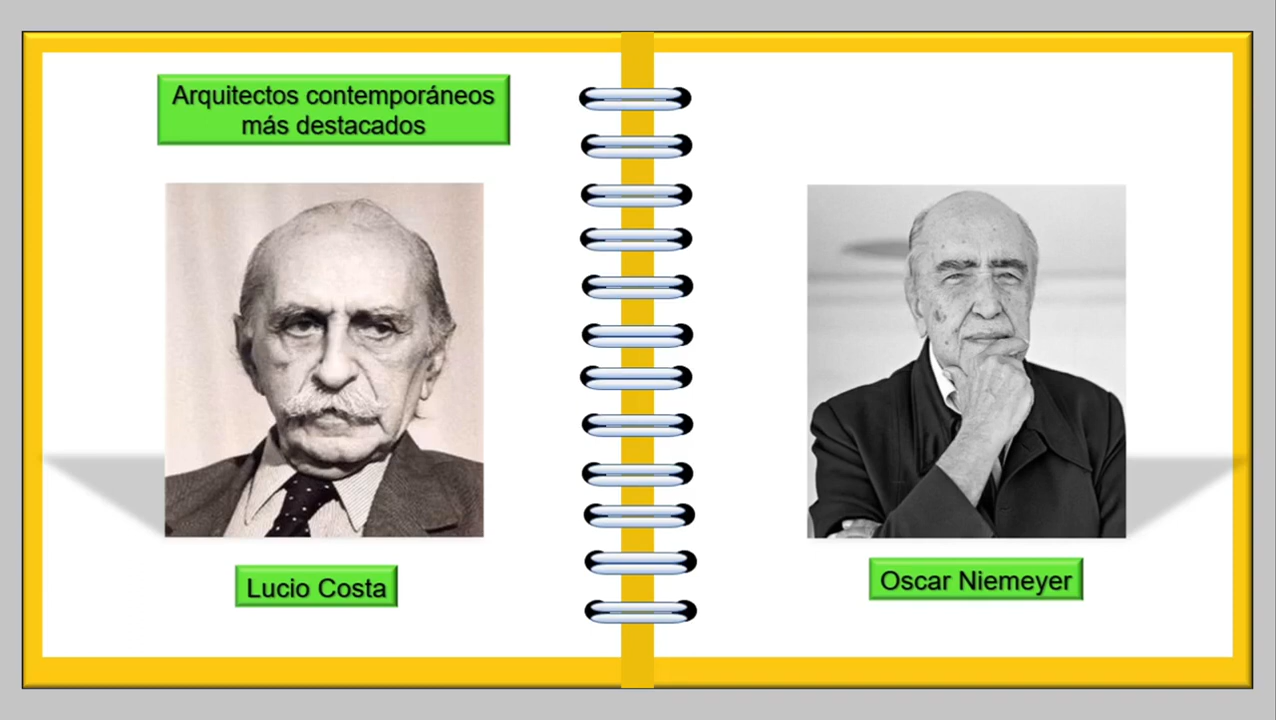 Arquitectos contemporáneos
más destacados
Lucio Costa
Oscar Niemeyer